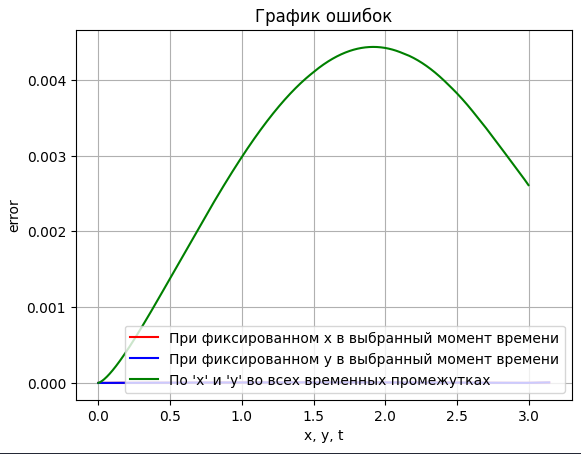 График ошибок
error
0.004
0.003
0.002
0.001
0.000
При фиксированном x в выбранный момент времени
При фиксированном y в выбранный момент времени
По 'x' и 'y' во всех временных промежутках
0.0 0.5 1.0 1.5 2.0 2.5 3.0
x, y, t